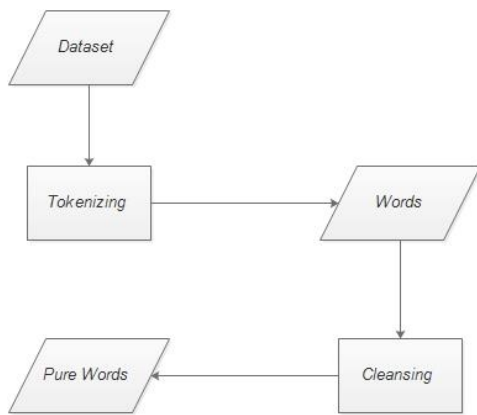 Dataset
Tokenizing
Words
Cleansing
Pure Words